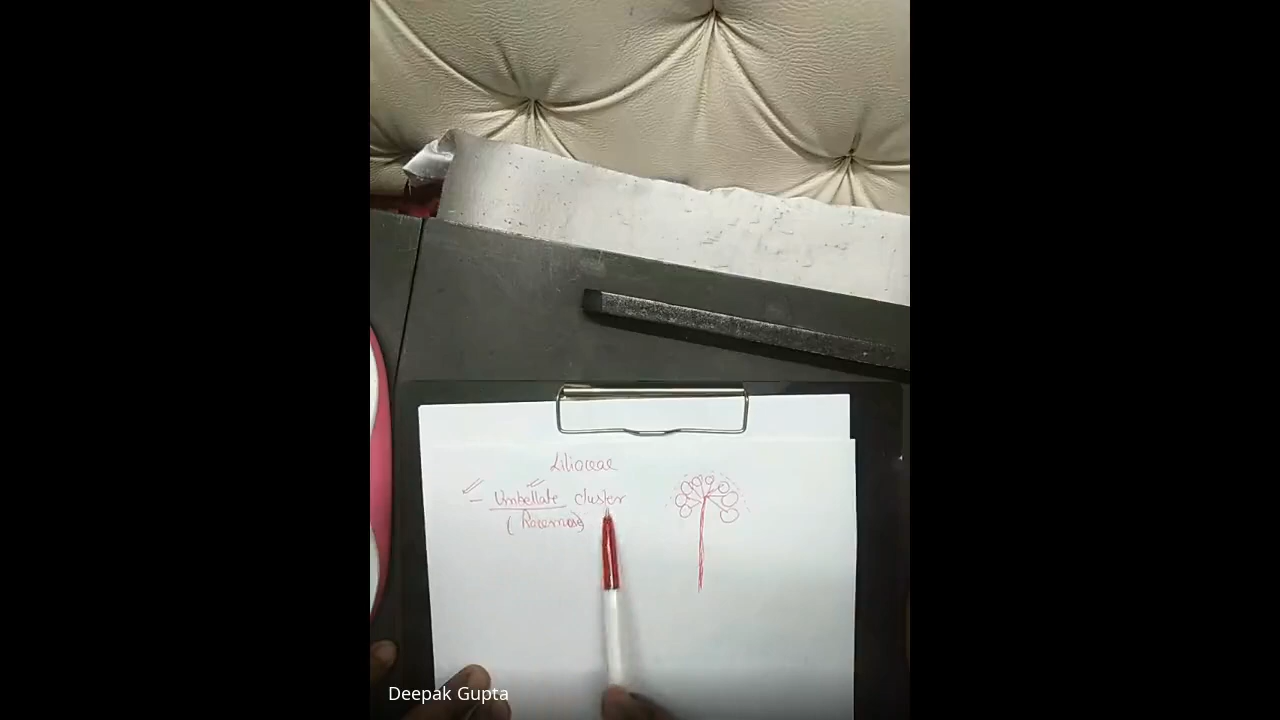 Liliaceae
- Umbellate cluster
(Racemose)
Deepak Gupta